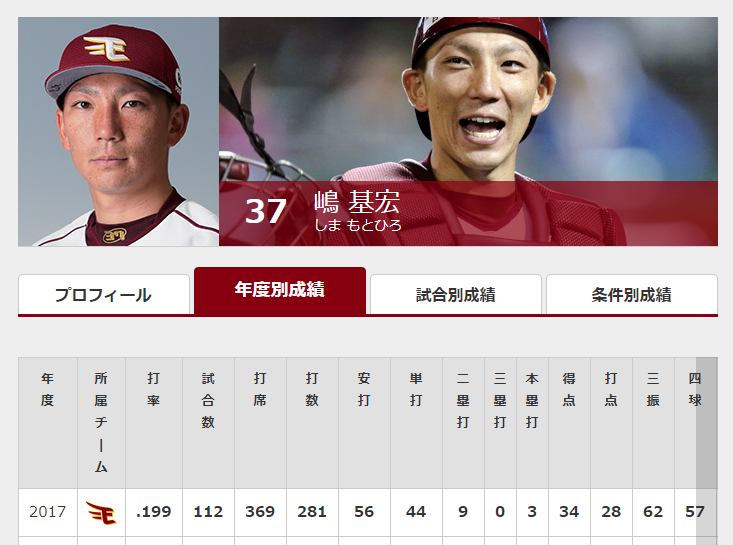 37
嶋 基宏
しま もとひろ
プロフィール 年度別成績 試合別成績 条件別成績
年度 所属チーム 打率 試合数 打席 打数 安打 単打 二塁打 三塁打 本塁打 得点 打点 三振 四球
2017 E .199 112 369 281 56 44 9 0 3 34 28 62 57